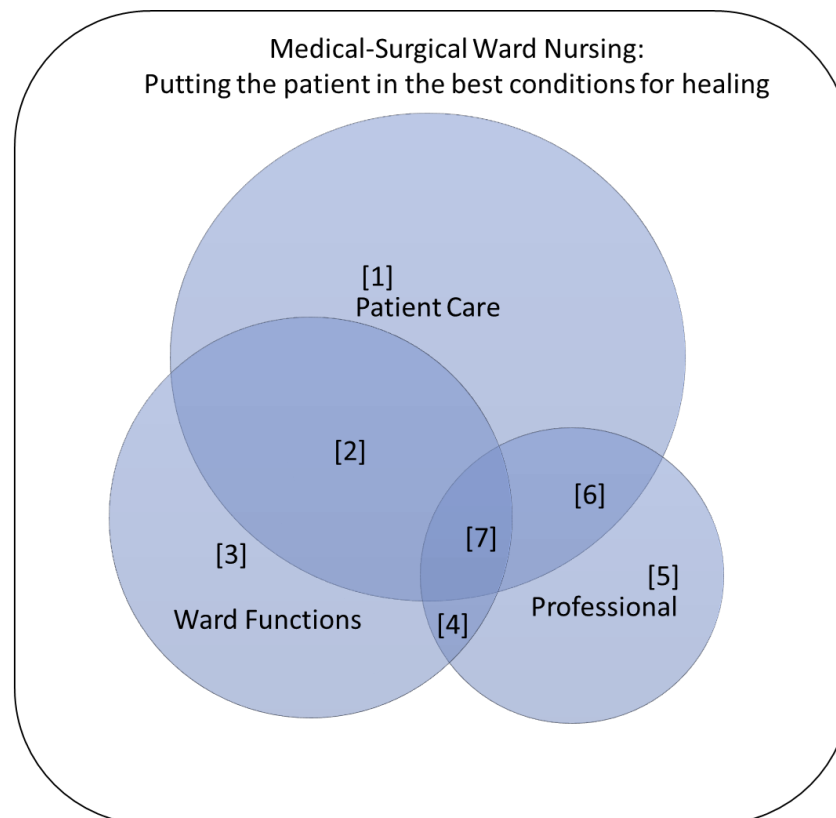 Medical-Surgical Ward Nursing:
Putting the patient in the best conditions for healing
[1]
Patient Care
[2]
[6]
[7]
[3]
[5]
Professional
Ward Functions
[4]